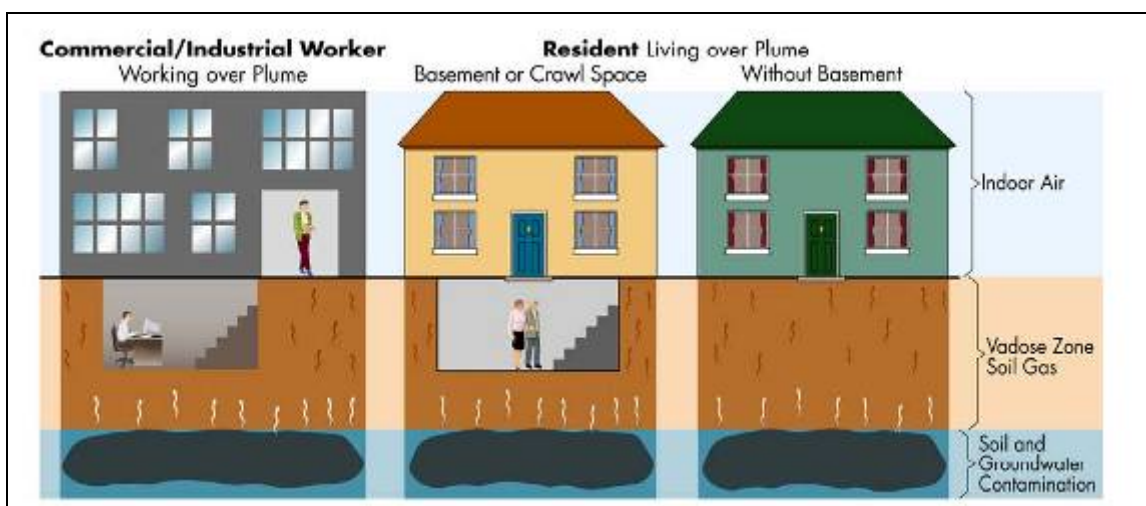 Commercial/Industrial Worker
Working over Plume
Resident Living over Plume
Basement or Crawl Space
Without Basement
Indoor Air
Vadose Zone
Soil Gas
Soil and
Groundwater
Contamination